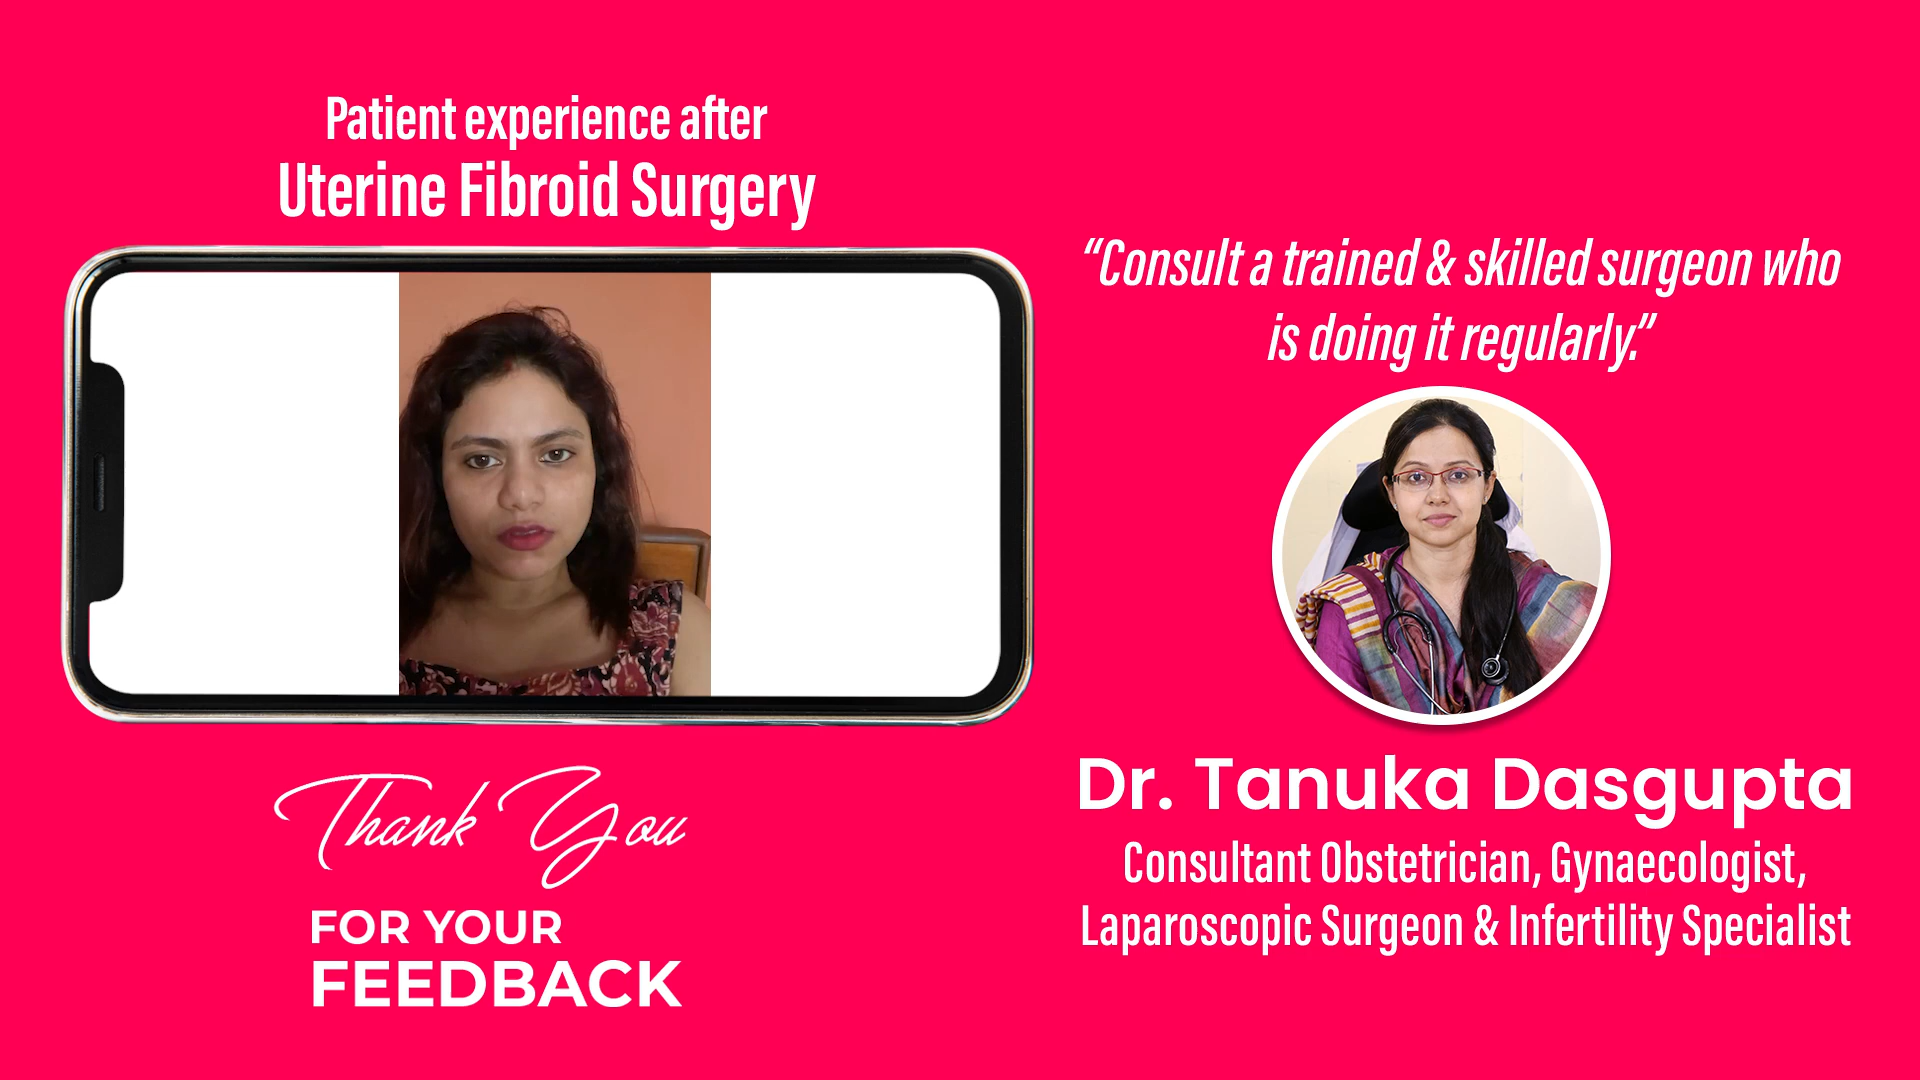 Patient experience after
Uterine Fibroid Surgery
“Consult a trained & skilled surgeon who
is doing it regularly.”
Thank You
FOR YOUR
FEEDBACK
Dr. Tanuka Dasgupta
Consultant Obstetrician, Gynaecologist,
Laparoscopic Surgeon & Infertility Specialist